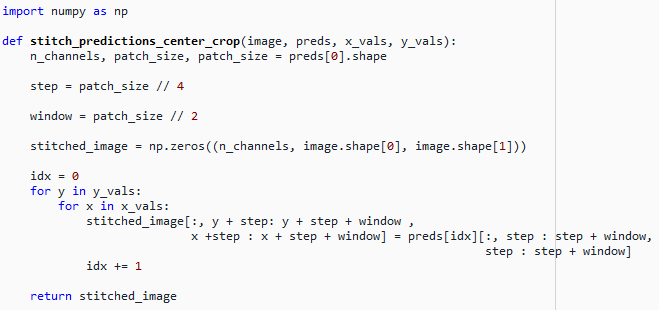 import numpy as np
def stitch_predictions_center_crop(image, preds, x_vals, y_vals):
    n_channels, patch_size, patch_size = preds[0].shape
    step = patch_size // 4
    window = patch_size // 2
    stitched_image = np.zeros((n_channels, image.shape[0], image.shape[1]))
    idx = 0
    for y in y_vals:
        for x in x_vals:
            stitched_image[:, y + step: y + step + window ,
                           x +step : x + step + window] = preds[idx][:, step : step + window,
                                                                     step : step + window]
            idx += 1
    return stitched_image